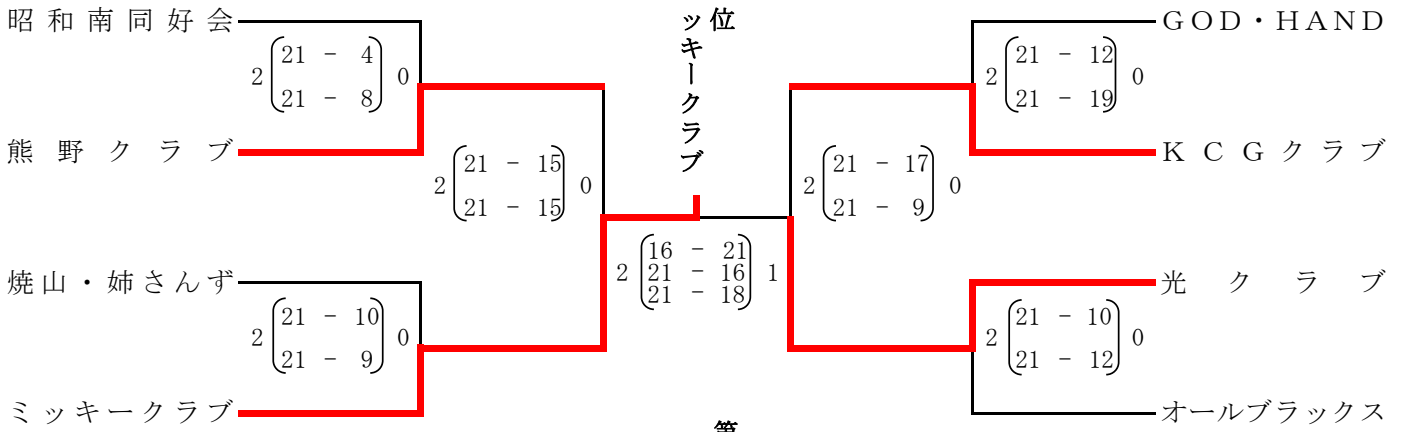 昭和南同好会
2 21 - 4 0
21 - 8
熊野クラブ
2 21 - 15 0
21 - 15
焼山・姉さんず
2 21 - 10 0
21 - 9
ミッキークラブ
位
ッキークラブ
2 16 - 21 1
21 - 16
21 - 18
GOD・HAND
2 21 - 12 0
21 - 19
KCGクラブ
2 21 - 17 0
21 - 9
光クラブ
2 21 - 10 0
21 - 12
オールブラックス